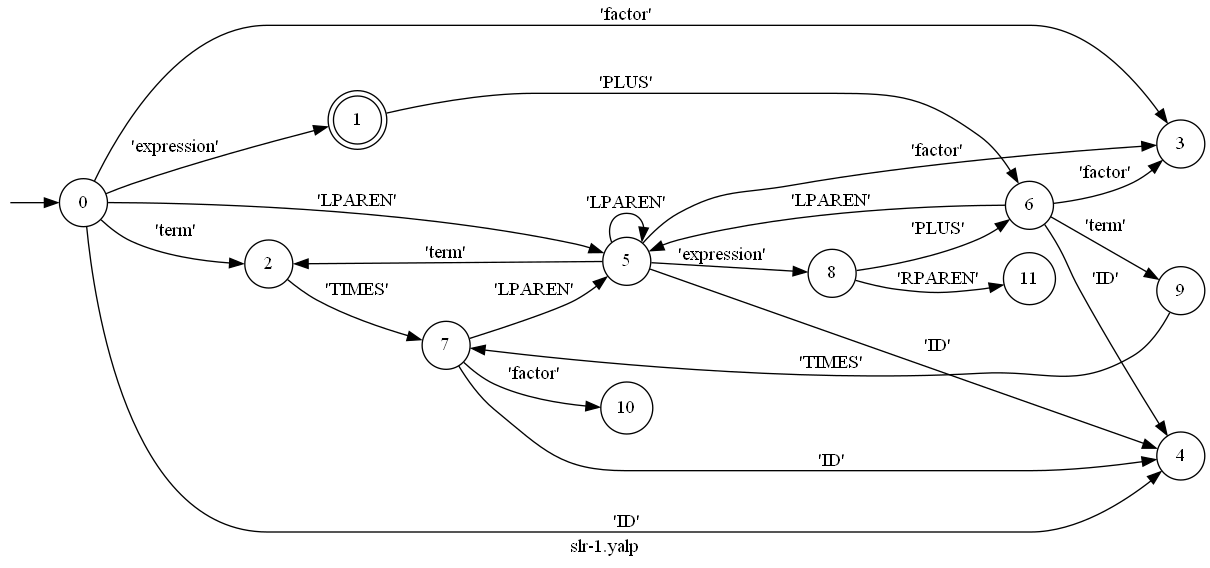 'factor'
'PLUS'
1
'expression'
3
'factor'
'factor'
0
'LPAREN'
'LPAREN'
'LPAREN'
6
'term'
'PLUS'
'term'
2
'term'
5
'expression'
8
'RPAREN'
11
'ID'
9
'TIMES'
'LPAREN'
7
'ID'
'TIMES'
'factor'
10
'ID'
4
'ID'
slr-1.yalp